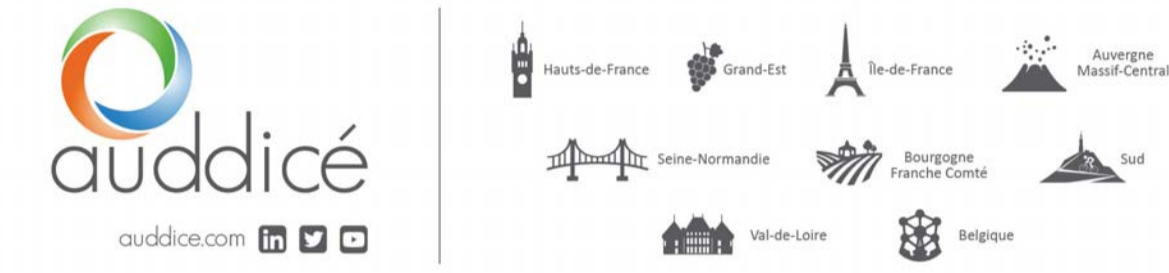 auddicé
auddice.com in
Hauts-de-France
Grand-Est
Île-de-France
Auvergne
Massif-Central
Seine-Normandie
Bourgogne
Franche Comté
Sud
Val-de-Loire
Belgique